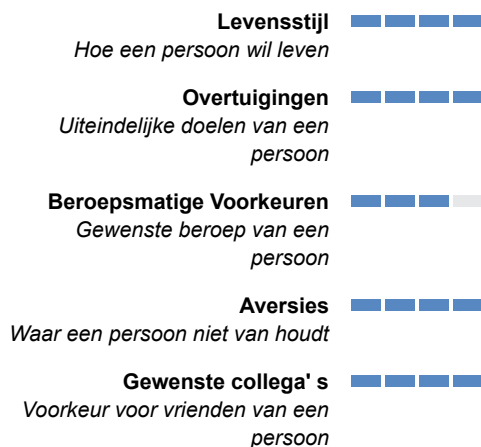 Levensstijl
Hoe een persoon wil leven
Overtuigingen
Uiteindelijke doelen van een
persoon
Beroepsmatige Voorkeuren
Gewenste beroep van een
persoon
Aversies
Waar een persoon niet van houdt
Gewenste collega' s
Voorkeur voor vrienden van een
persoon